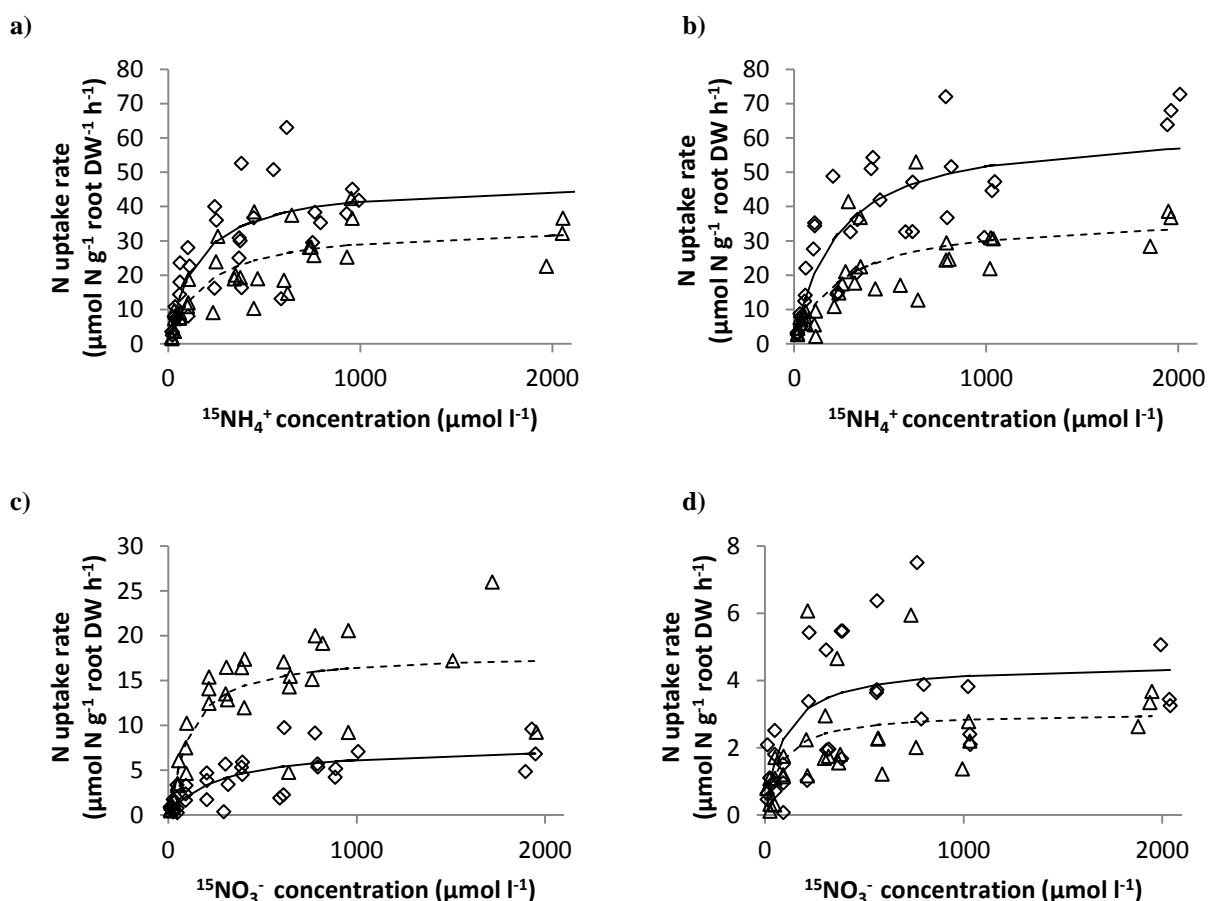 a)
N uptake rate
(µmol N g⁻¹ root DW⁻¹ h⁻¹)
80
70
60
50
40
30
20
10
0
0 1000 2000
¹⁵NH₄⁺ concentration (µmol l⁻¹)
b)
N uptake rate
(µmol N g⁻¹ root DW h⁻¹)
80
70
60
50
40
30
20
10
0
0 1000 2000
¹⁵NH₄⁺ concentration (µmol l⁻¹)
c)
N uptake rate
(µmol N g⁻¹ root DW h⁻¹)
30
25
20
15
10
5
0
0 1000 2000
¹⁵NO₃⁻ concentration (µmol l⁻¹)
d)
N uptake rate
(µmol N g⁻¹ root DW h⁻¹)
8
6
4
2
0
0 1000 2000
¹⁵NO₃⁻ concentration (µmol l⁻¹)